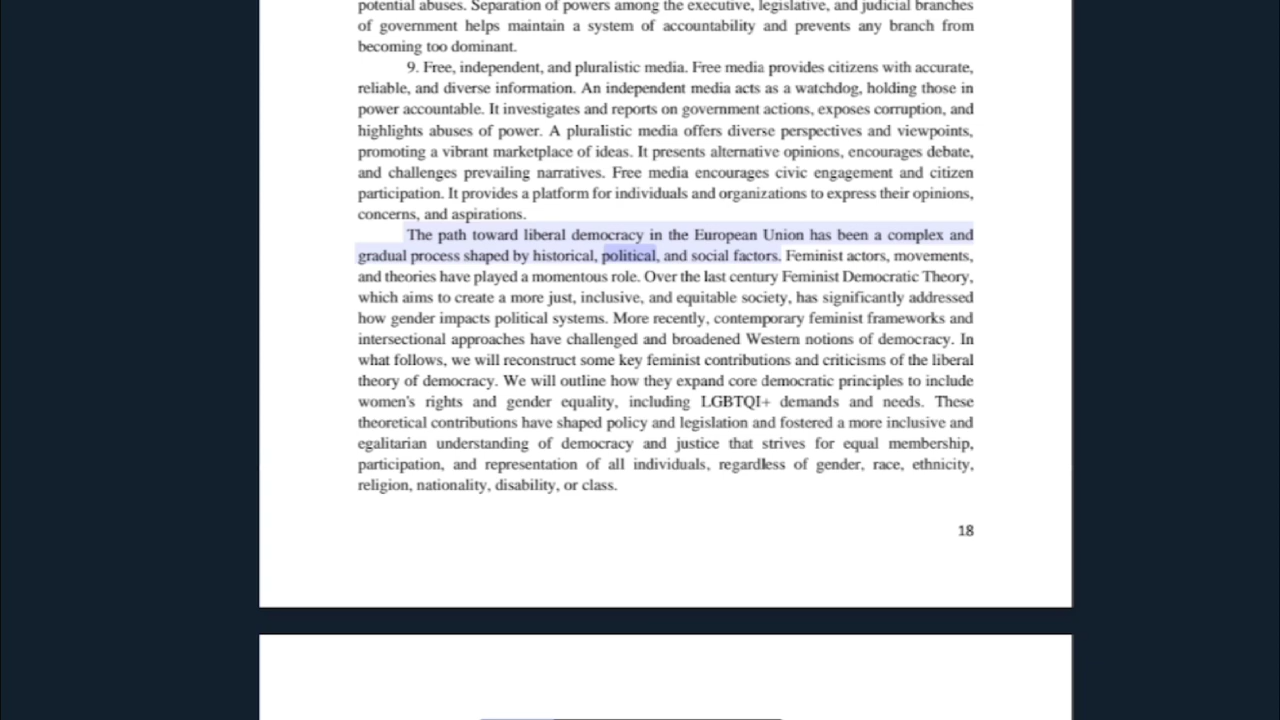 potential abuses. Separation of powers among the executive, legislative, and judicial branches
of government helps maintain a system of accountability and prevents any branch from
becoming too dominant.
9. Free, independent, and pluralistic media. Free media provides citizens with accurate,
reliable, and diverse information. An independent media acts as a watchdog, holding those in
power accountable. It investigates and reports on government actions, exposes corruption, and
highlights abuses of power. A pluralistic media offers diverse perspectives and viewpoints,
promoting a vibrant marketplace of ideas. It presents alternative opinions, encourages debate,
and challenges prevailing narratives. Free media encourages civic engagement and citizen
participation. It provides a platform for individuals and organizations to express their opinions,
concerns, and aspirations.
The path toward liberal democracy in the European Union has been a complex and
gradual process shaped by historical, political, and social factors. Feminist actors, movements,
and theories have played a momentous role. Over the last century Feminist Democratic Theory,
which aims to create a more just, inclusive, and equitable society, has significantly addressed
how gender impacts political systems. More recently, contemporary feminist frameworks and
intersectional approaches have challenged and broadened Western notions of democracy. In
what follows, we will reconstruct some key feminist contributions and criticisms of the liberal
theory of democracy. We will outline how they expand core democratic principles to include
women's rights and gender equality, including LGBTQI+ demands and needs. These
theoretical contributions have shaped policy and legislation and fostered a more inclusive and
egalitarian understanding of democracy and justice that strives for equal membership,
participation, and representation of all individuals, regardless of gender, race, ethnicity,
religion, nationality, disability, or class.
18